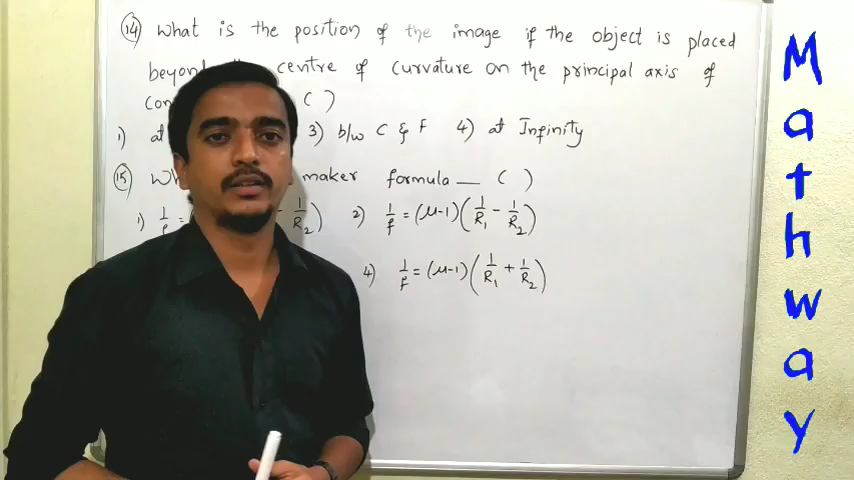 (14) What is the position of the image if the object is placed
beyond centre of curvature on the principal axis of
( )
1) at 3) b/w C & F 4) at Infinity
(15) maker formula __ ( )
1) 1/f = - 1/R₂) 2) 1/f = (μ-1)(1/R₁ - 1/R₂)
4) 1/f = (μ-1)(1/R₁ + 1/R₂)
Mathway